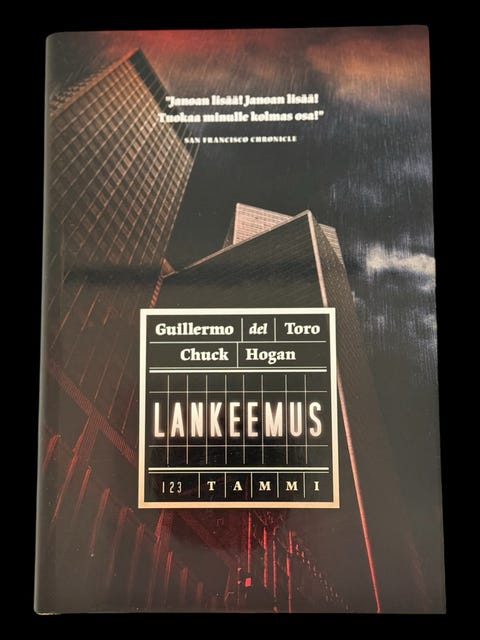 "Janoan lisää! Janoan lisää!
Tuokaa minulle kolmas osa!"
SAN FRANCISCO CHRONICLE
Guillermo del Toro
Chuck Hogan
LANKEEMUS
123 TAMMI